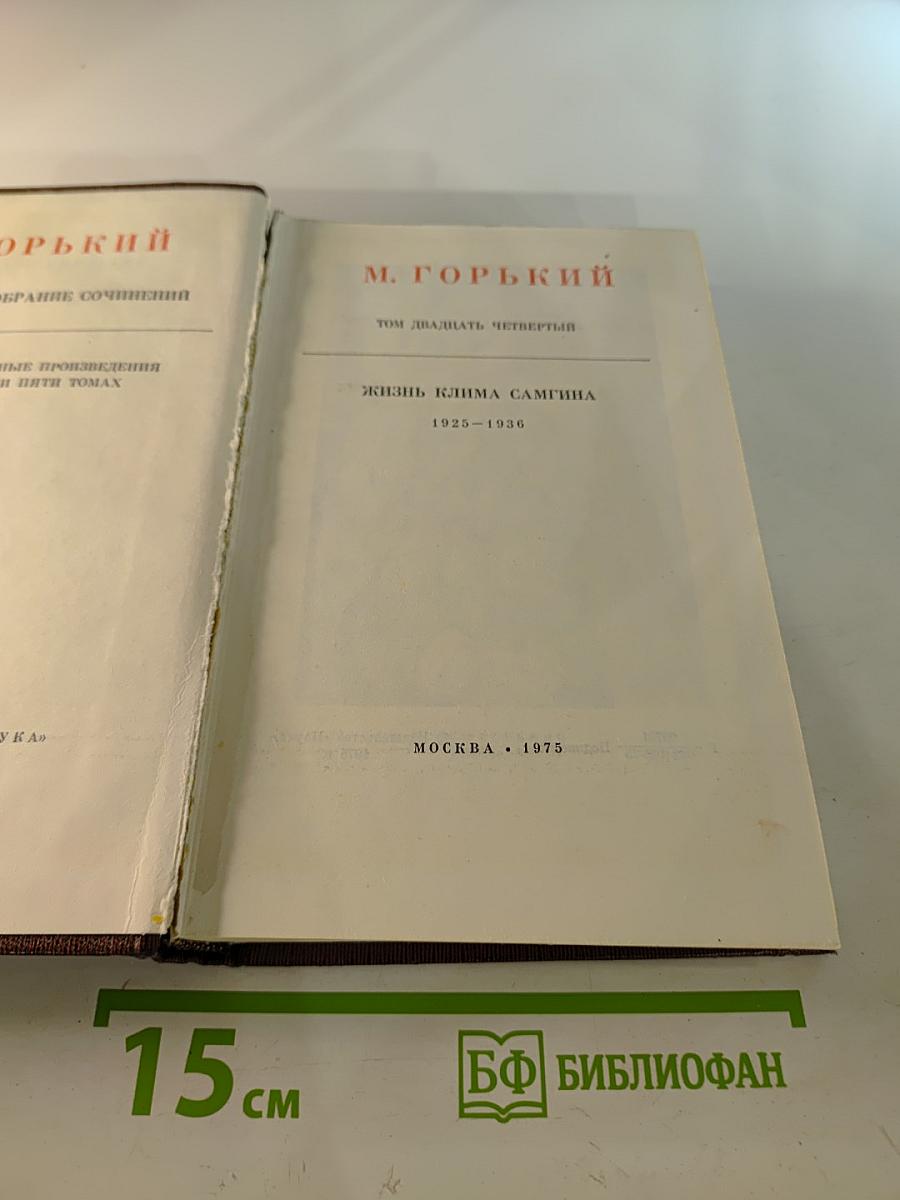 ОРЬКИЙ
ОБРАНИЕ СОЧИНЕНИЙ
НЫЕ ПРОИЗВЕДЕНИЯ
И ПЯТИ ТОМАХ
УКА»
М. ГОРЬКИЙ
ТОМ ДВАДЦАТЬ ЧЕТВЕРТЫЙ
ЖИЗНЬ КЛИМА САМГИНА
1925—1936
МОСКВА • 1975
15 см
БФ БИБЛИОФАН